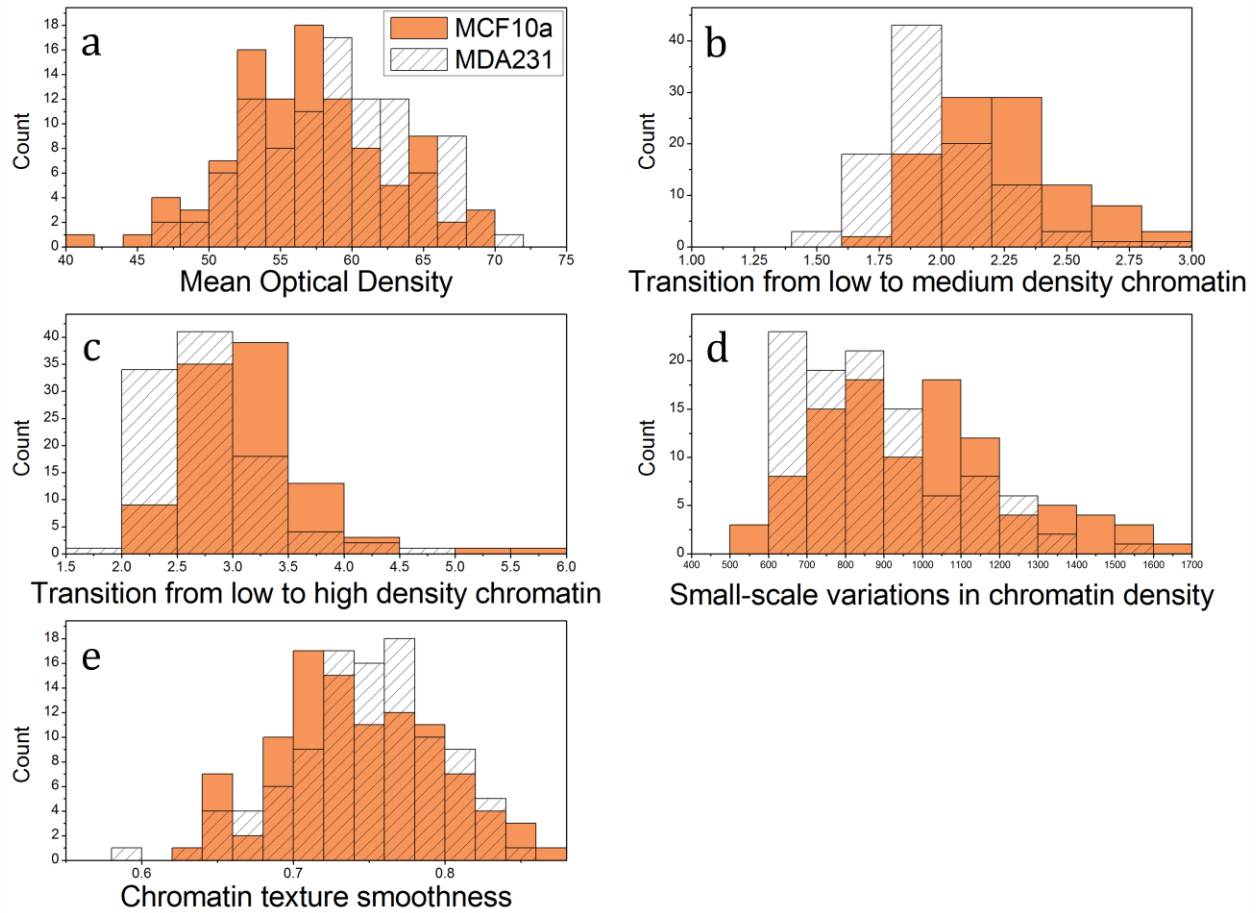 a
MCF10a
MDA231
Count
18
16
14
12
10
8
6
4
2
0
40 45 50 55 60 65 70 75
Mean Optical Density
b
Count
40
30
20
10
0
1.00 1.25 1.50 1.75 2.00 2.25 2.50 2.75 3.00
Transition from low to medium density chromatin
c
Count
40
35
30
25
20
15
10
5
0
1.5 2.0 2.5 3.0 3.5 4.0 4.5 5.0 5.5 6.0
Transition from low to high density chromatin
d
Count
20
15
10
5
0
400 500 600 700 800 900 1000 1100 1200 1300 1400 1500 1600 1700
Small-scale variations in chromatin density
e
Count
18
16
14
12
10
8
6
4
2
0
0.6 0.7 0.8
Chromatin texture smoothness